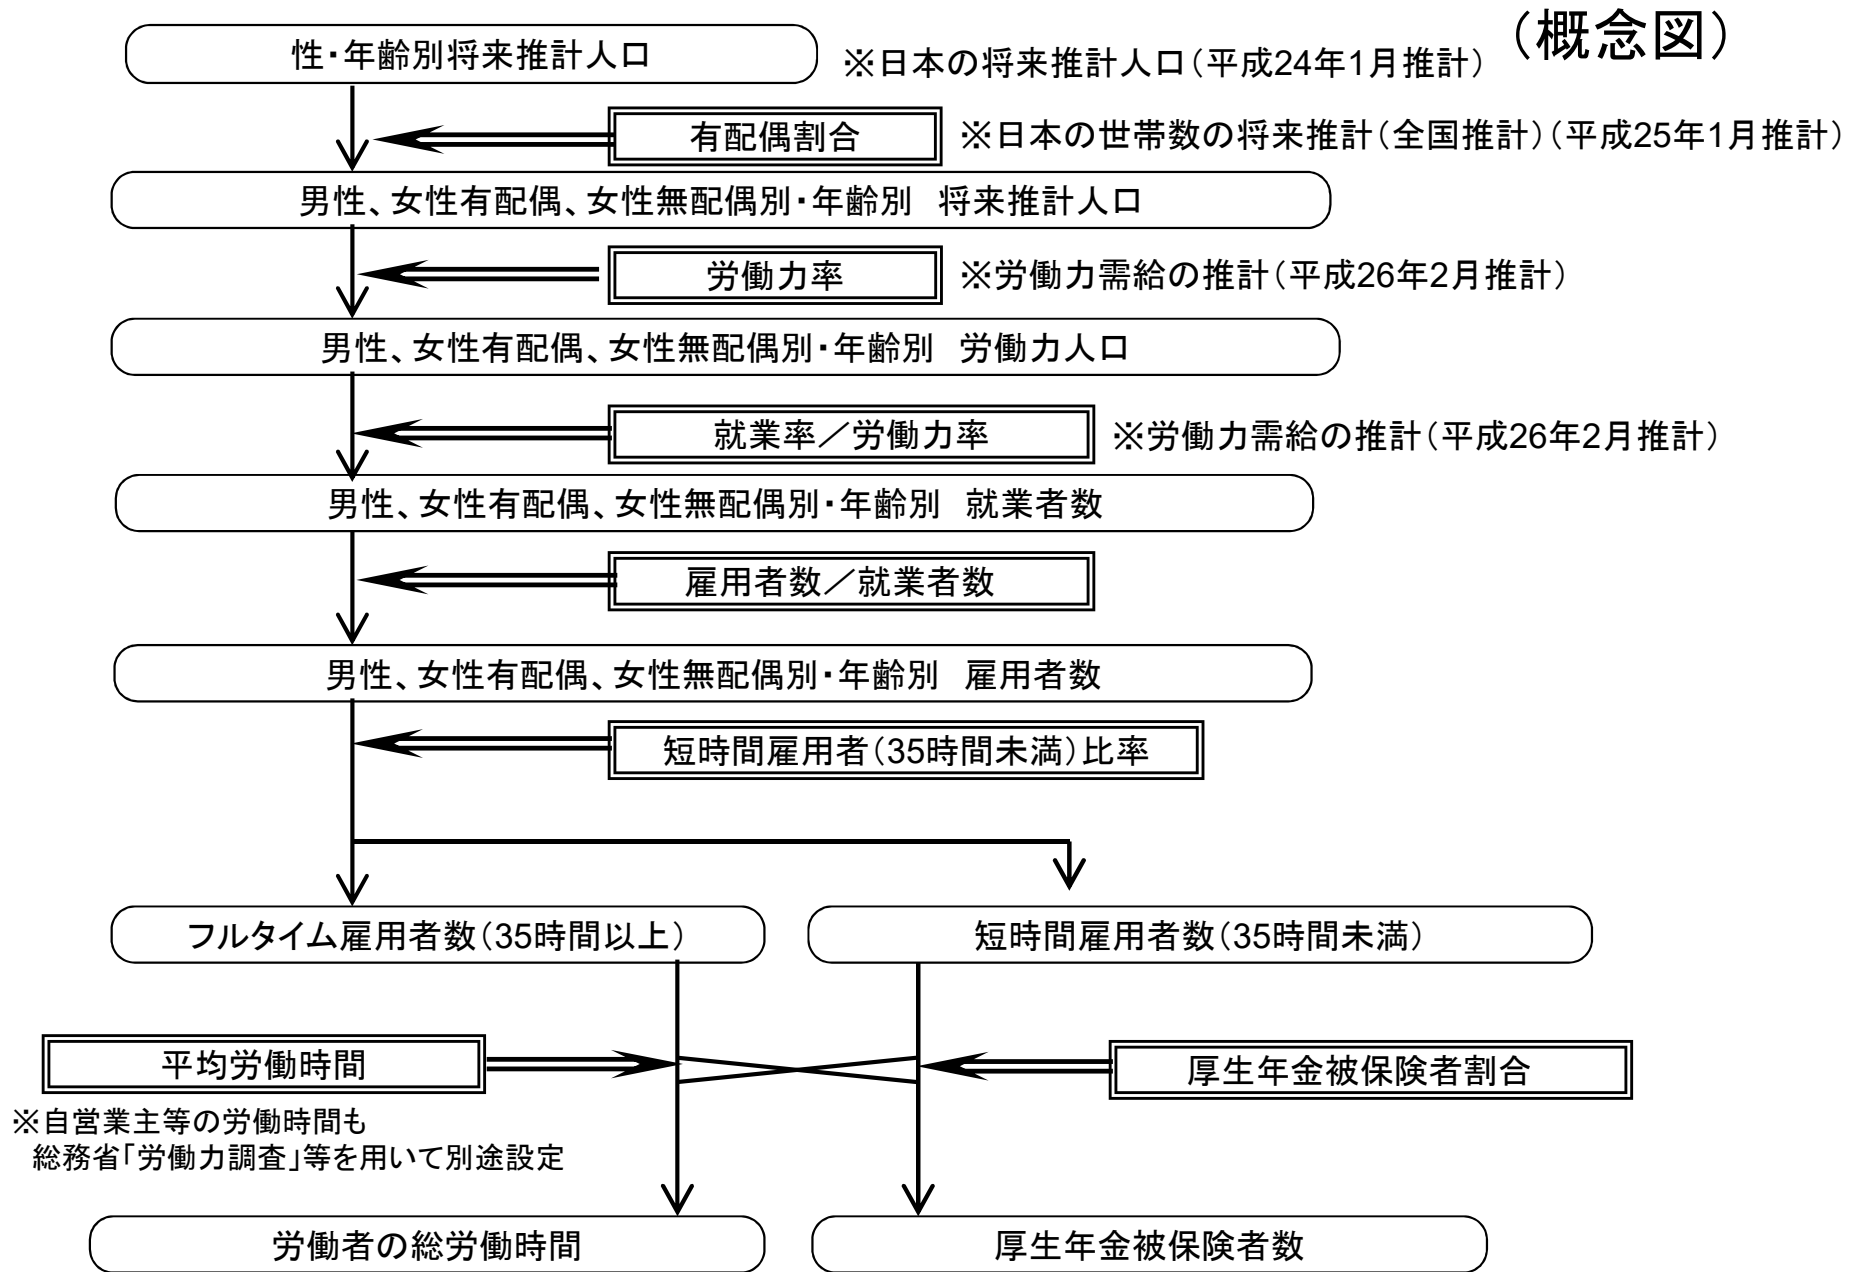 （概念図）
性・年齢別将来推計人口
※日本の将来推計人口（平成24年1月推計）
有配偶割合
※日本の世帯数の将来推計（全国推計）（平成25年1月推計）
男性、女性有配偶、女性無配偶別・年齢別　将来推計人口
労働力率
※労働力需給の推計（平成26年2月推計）
男性、女性有配偶、女性無配偶別・年齢別　労働力人口
就業率／労働力率
※労働力需給の推計（平成26年2月推計）
男性、女性有配偶、女性無配偶別・年齢別　就業者数
雇用者数／就業者数
男性、女性有配偶、女性無配偶別・年齢別　雇用者数
短時間雇用者（35時間未満）比率
フルタイム雇用者数（35時間以上）
短時間雇用者数（35時間未満）
平均労働時間
厚生年金被保険者割合
※自営業主等の労働時間も
総務省「労働力調査」等を用いて別途設定
労働者の総労働時間
厚生年金被保険者数